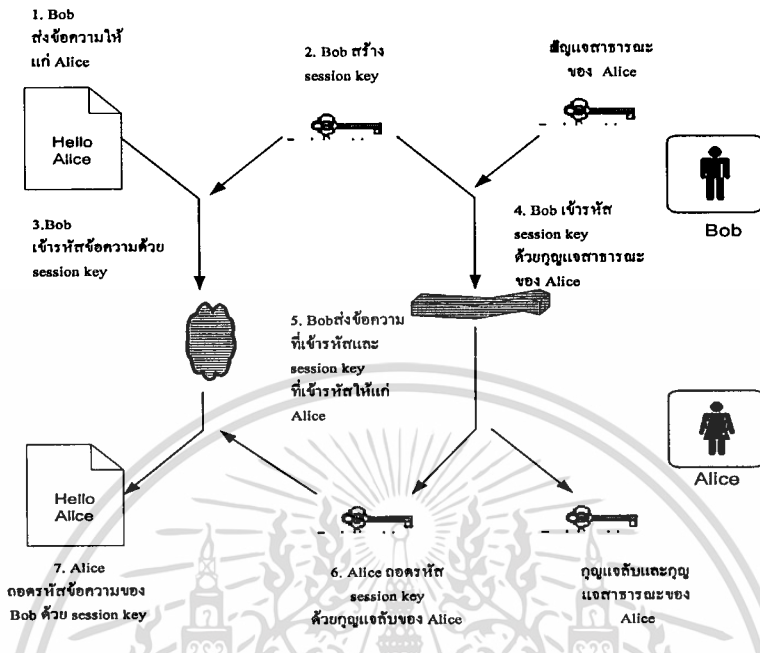 1. Bob
ส่งข้อความให้
แก่ Alice
2. Bob สร้าง
session key
สัญแจสาธารณะ
ของ Alice
Hello
Alice
Bob
3.Bob
เข้ารหัสข้อความด้วย
session key
4. Bob เข้ารหัส
session key
ด้วยกุญแจสาธารณะ
ของ Alice
5. Bobส่งข้อความ
ที่เข้ารหัสและ
session key
ที่เข้ารหัสให้แก่
Alice
Alice
Hello
Alice
7. Alice
ถอดรหัสข้อความของ
Bob ด้วย session key
6. Alice ถอดรหัส
session key
ด้วยกุญแจลับของ Alice
กุญแจลับและกุญ
แจสาธารณะของ
Alice